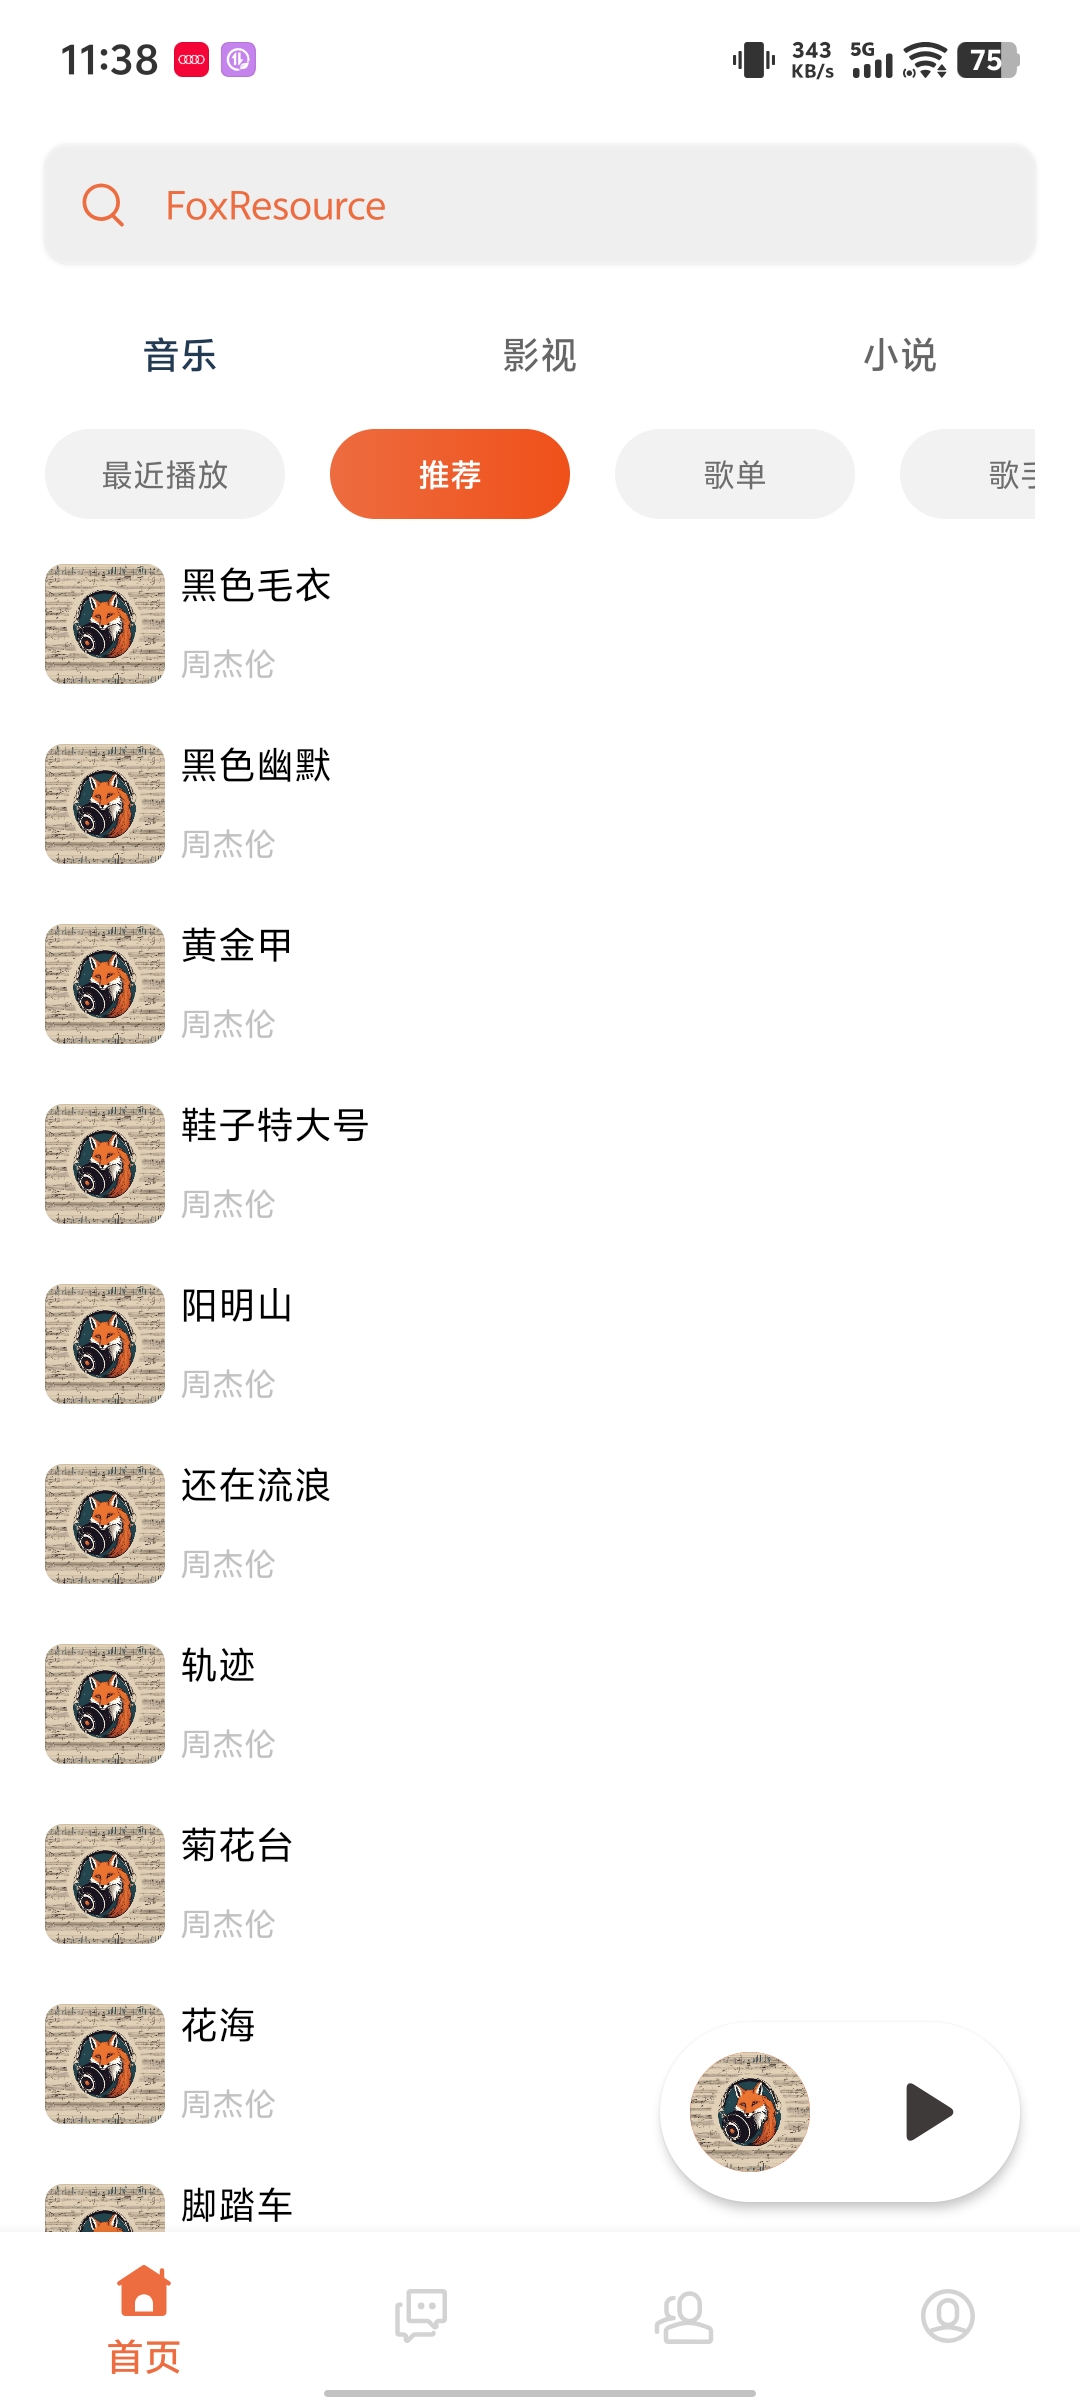 11:38
343 KB/s 5G 75
FoxResource
音乐 影视 小说
最近播放 推荐 歌单 歌手
黑色毛衣
周杰伦
黑色幽默
周杰伦
黄金甲
周杰伦
鞋子特大号
周杰伦
阳明山
周杰伦
还在流浪
周杰伦
轨迹
周杰伦
菊花台
周杰伦
花海
周杰伦
脚踏车
首页